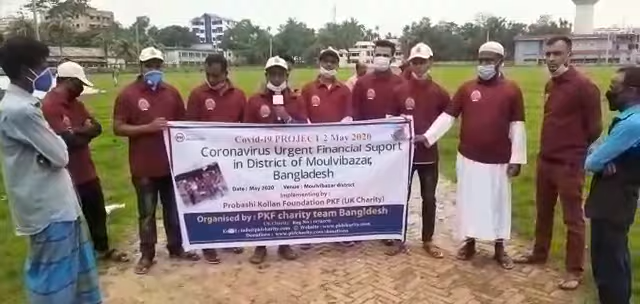 Covid-19 PROJECT 2 May 2020
Coronavirus Urgent Financial Suport
in District of Moulvibazar,
Bangladesh
Date : May 2020 Venue : Moulvibazar district
Implementing by :
Probashi Kollan Foundation PKF (UK Charity)
Organised by : PKF charity team Bangldesh